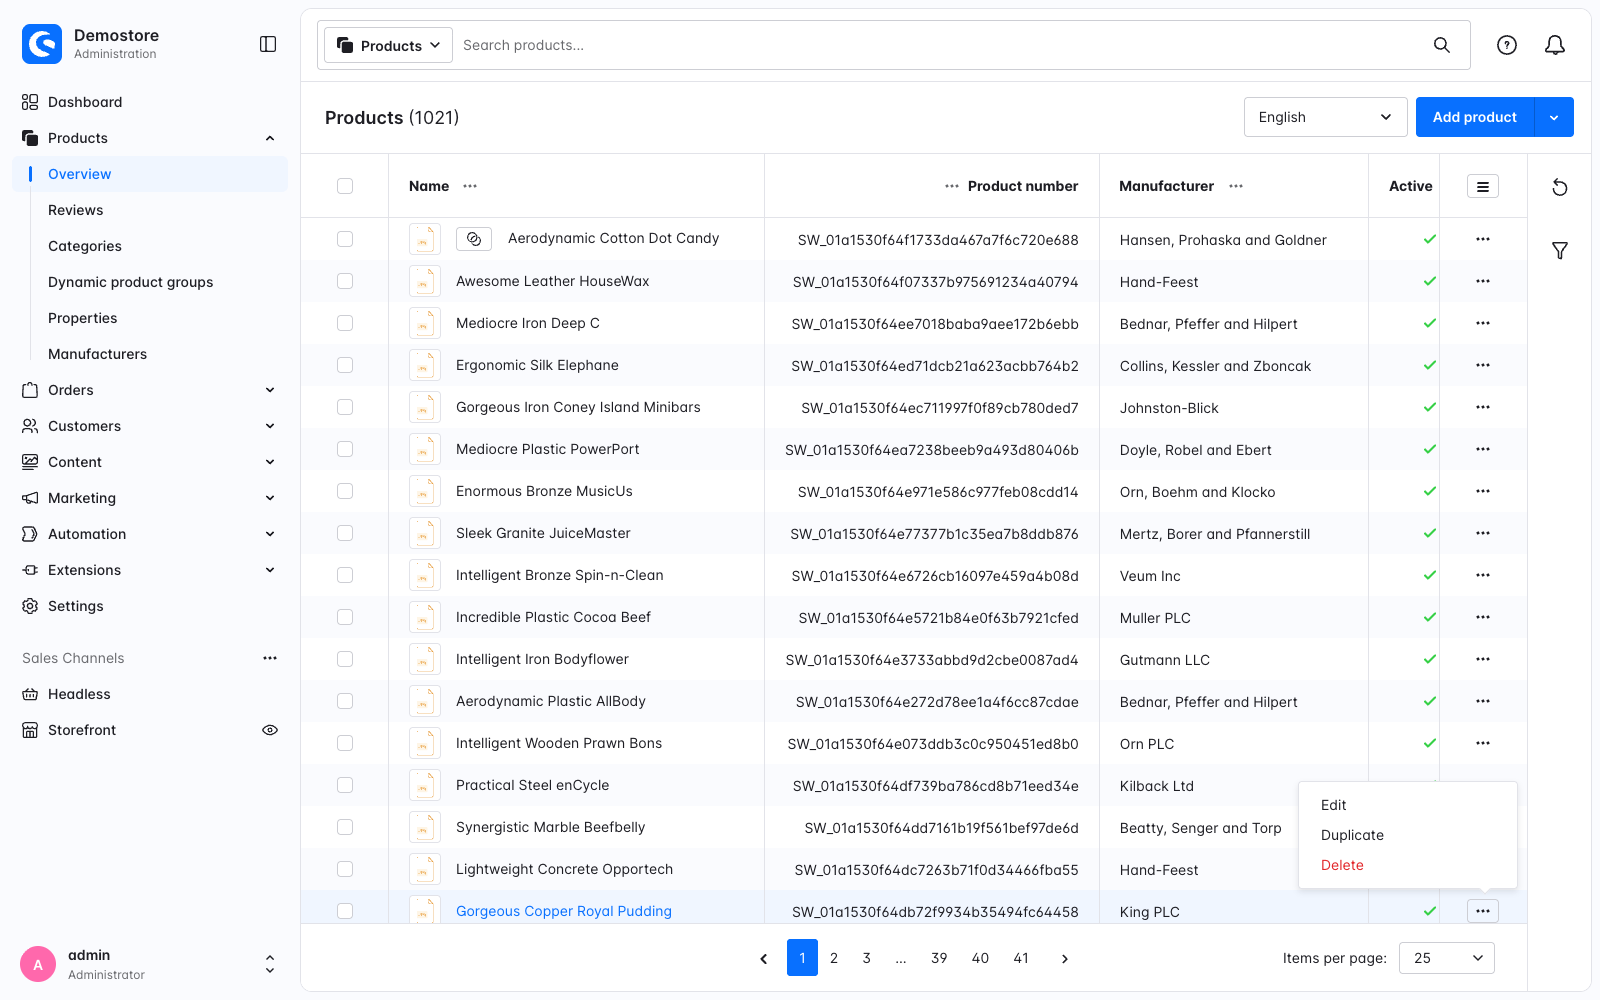 Demostore
Administration
Dashboard
Products
Overview
Reviews
Categories
Dynamic product groups
Properties
Manufacturers
Orders
Customers
Content
Marketing
Automation
Extensions
Settings
Sales Channels
Headless
Storefront
A
admin
Administrator
Products Search products...
Products (1021)
English
Add product
Name Product number Manufacturer Active
Aerodynamic Cotton Dot Candy SW_01a1530f64f1733da467a7f6c720e688 Hansen, Prohaska and Goldner
Awesome Leather HouseWax SW_01a1530f64f07337b975691234a40794 Hand-Feest
Mediocre Iron Deep C SW_01a1530f64ee7018baba9aee172b6ebb Bednar, Pfeffer and Hilpert
Ergonomic Silk Elephane SW_01a1530f64ed71dcb21a623acbb764b2 Collins, Kessler and Zboncak
Gorgeous Iron Coney Island Minibars SW_01a1530f64ec711997f0f89cb780ded7 Johnston-Blick
Mediocre Plastic PowerPort SW_01a1530f64ea7238beeb9a493d80406b Doyle, Robel and Ebert
Enormous Bronze MusicUs SW_01a1530f64e971e586c977feb08cdd14 Orn, Boehm and Klocko
Sleek Granite JuiceMaster SW_01a1530f64e77377b1c35ea7b8ddb876 Mertz, Borer and Pfannerstill
Intelligent Bronze Spin-n-Clean SW_01a1530f64e6726cb16097e459a4b08d Veum Inc
Incredible Plastic Cocoa Beef SW_01a1530f64e5721b84e0f63b7921cfed Muller PLC
Intelligent Iron Bodyflower SW_01a1530f64e3733abbd9d2cbe0087ad4 Gutmann LLC
Aerodynamic Plastic AllBody SW_01a1530f64e272d78ee1a4f6cc87cdae Bednar, Pfeffer and Hilpert
Intelligent Wooden Prawn Bons SW_01a1530f64e073ddb3c0c950451ed8b0 Orn PLC
Practical Steel enCycle SW_01a1530f64df739ba786cd8b71eed34e Kilback Ltd
Synergistic Marble Beefbelly SW_01a1530f64dd7161b19f561bef97de6d Beatty, Senger and Torp
Lightweight Concrete Opportech SW_01a1530f64dc7263b71f0d34466fba55 Hand-Feest
Gorgeous Copper Royal Pudding SW_01a1530f64db72f9934b35494fc64458 King PLC
Edit
Duplicate
Delete
1 2 3 ... 39 40 41
Items per page: 25